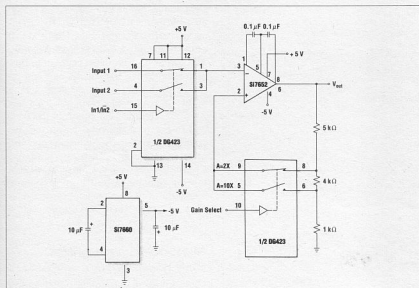 +5 V
7
11
12
Input 1
16
1
Input 2
4
3
In1/In2
15
1/2 DG423
2
13
14
-5 V
0.1 µF
0.1 µF
1
5
+ 5 V
3
−
7
Si7652
8
6
Vout
2
+
4
-5 V
5 kΩ
A=2X
9
8
4 kΩ
A=10X
5
6
Gain Select
10
1 kΩ
1/2 DG423
+5 V
8
2
5
-5 V
10 µF
+
Si7660
+
10 µF
4
3